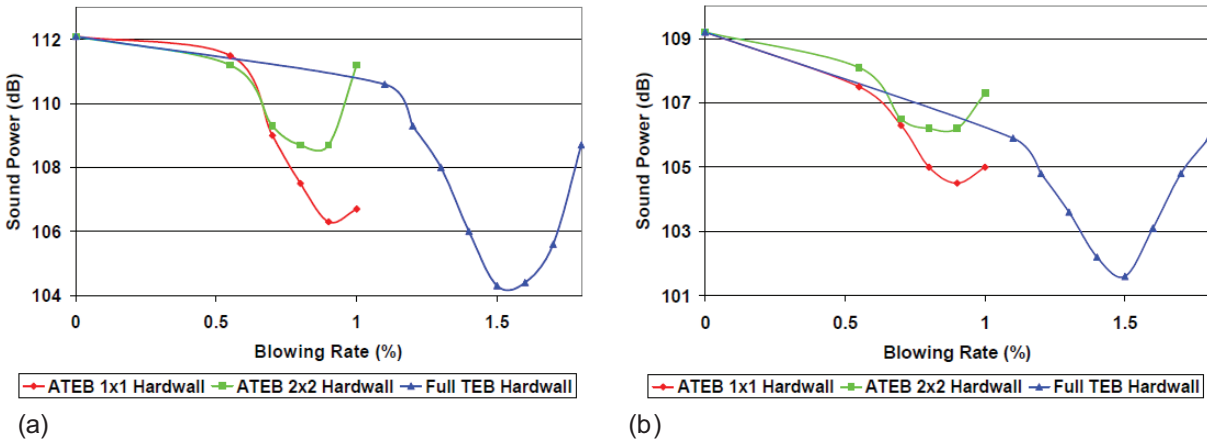 112
110
108
106
104
Sound Power (dB)
0
0.5
1
1.5
Blowing Rate (%)
ATEB 1x1 Hardwall
ATEB 2x2 Hardwall
Full TEB Hardwall
(a)
109
107
105
103
101
Sound Power (dB)
0
0.5
1
1.5
Blowing Rate (%)
ATEB 1x1 Hardwall
ATEB 2x2 Hardwall
Full TEB Hardwall
(b)